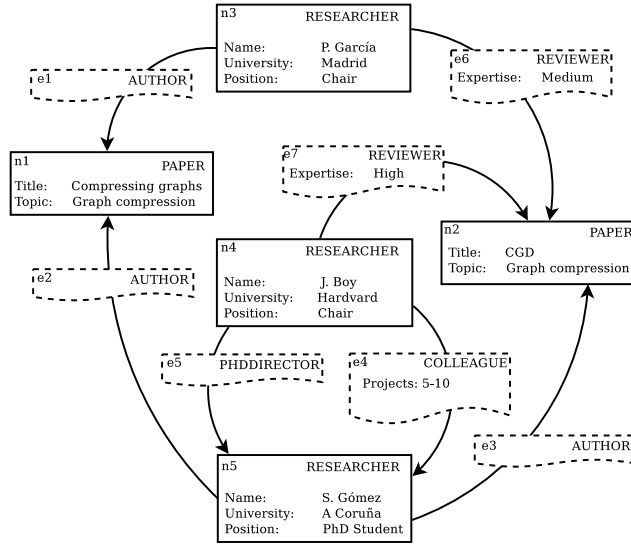 n3 RESEARCHER
Name: P. García
University: Madrid
Position: Chair
e1 AUTHOR
e6 REVIEWER
Expertise: Medium
n1 PAPER
Title: Compressing graphs
Topic: Graph compression
e7 REVIEWER
Expertise: High
n2 PAPER
Title: CGD
Topic: Graph compression
n4 RESEARCHER
Name: J. Boy
University: Hardvard
Position: Chair
e2 AUTHOR
e5 PHDDIRECTOR
e4 COLLEAGUE
Projects: 5-10
e3 AUTHOR
n5 RESEARCHER
Name: S. Gómez
University: A Coruña
Position: PhD Student